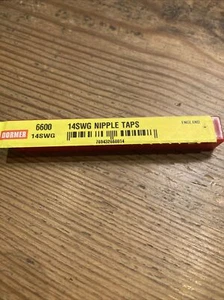 DORMER
6600
14SWG NIPPLE TAPS
14SWG
ENGLAND